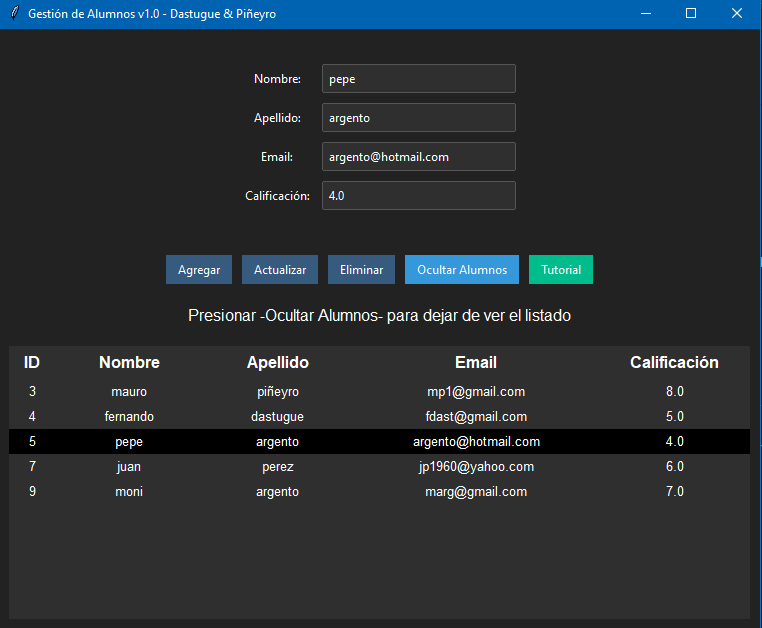 Gestión de Alumnos v1.0 - Dastugue & Piñeyro
Nombre: pepe
Apellido: argento
Email: argento@hotmail.com
Calificación: 4.0
Agregar Actualizar Eliminar Ocultar Alumnos Tutorial
Presionar -Ocultar Alumnos- para dejar de ver el listado
ID Nombre Apellido Email Calificación
3 mauro piñeyro mp1@gmail.com 8.0
4 fernando dastugue fdast@gmail.com 5.0
5 pepe argento argento@hotmail.com 4.0
7 juan perez jp1960@yahoo.com 6.0
9 moni argento marg@gmail.com 7.0